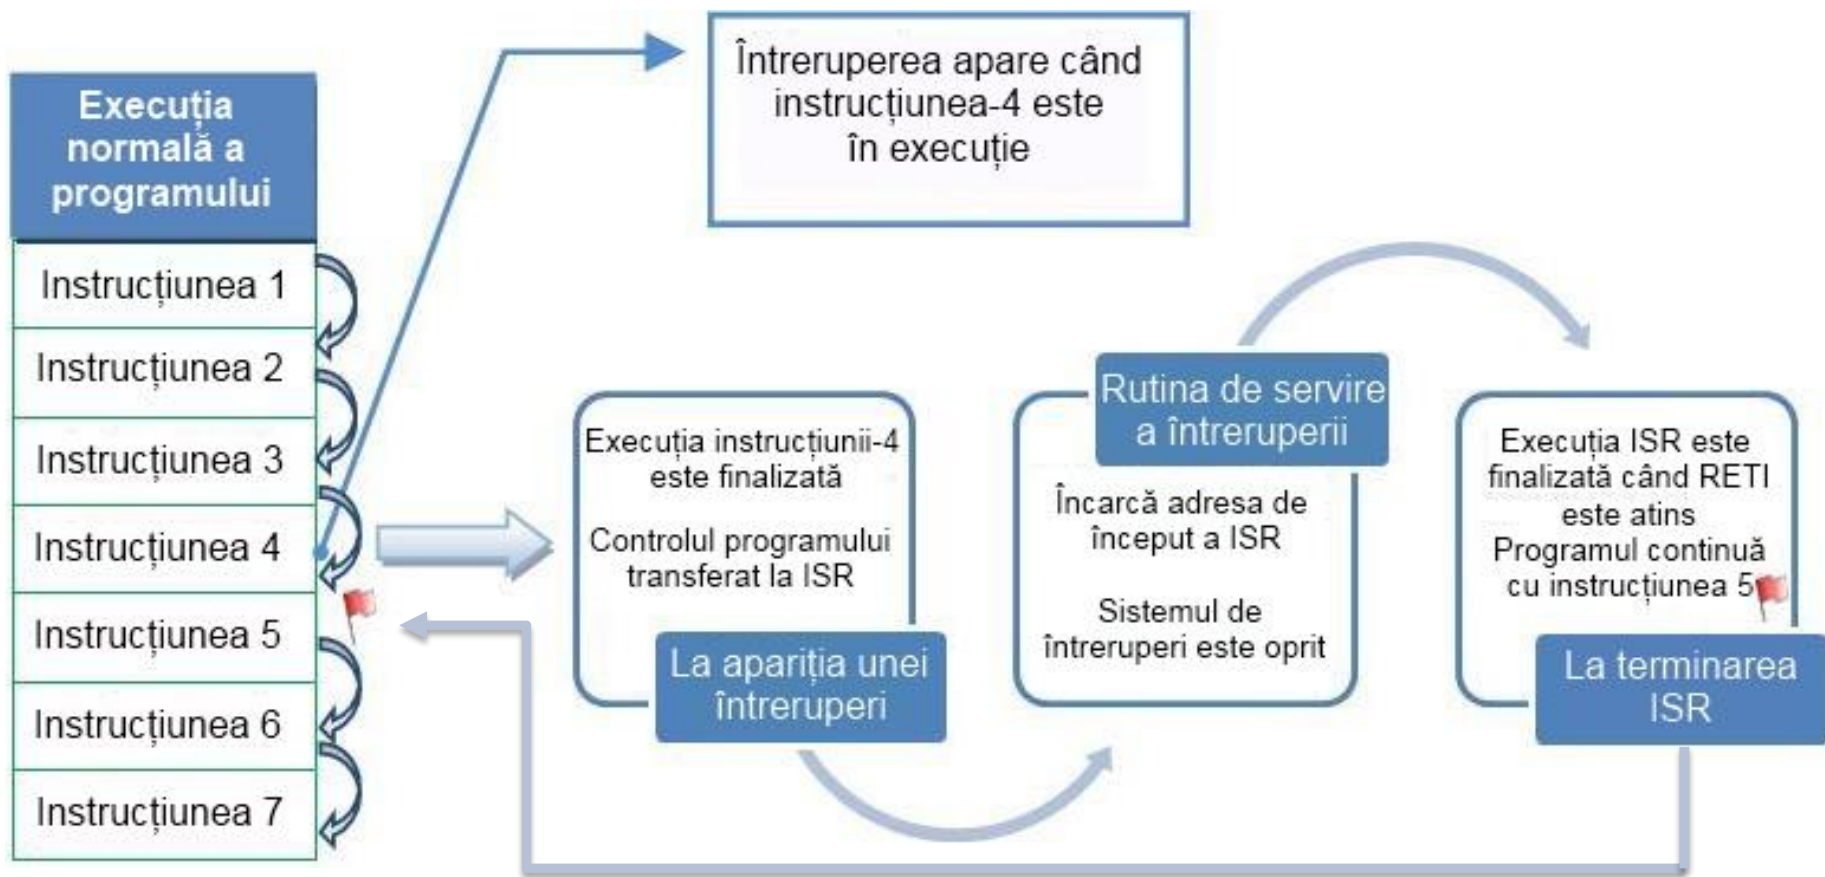 Execuția
normală a
programului
Instrucțiunea 1
Instrucțiunea 2
Instrucțiunea 3
Instrucțiunea 4
Instrucțiunea 5
Instrucțiunea 6
Instrucțiunea 7
Întreruperea apare când
instrucțiunea-4 este
în execuție
Execuția instrucțiunii-4
este finalizată
Controlul programului
transferat la ISR
La apariția unei
întreruperi
Rutina de servire
a întreruperii
Încarcă adresa de
început a ISR
Sistemul de
întreruperi este oprit
Execuția ISR este
finalizată când RETI
este atins
Programul continuă
cu instrucțiunea 5
La terminarea
ISR